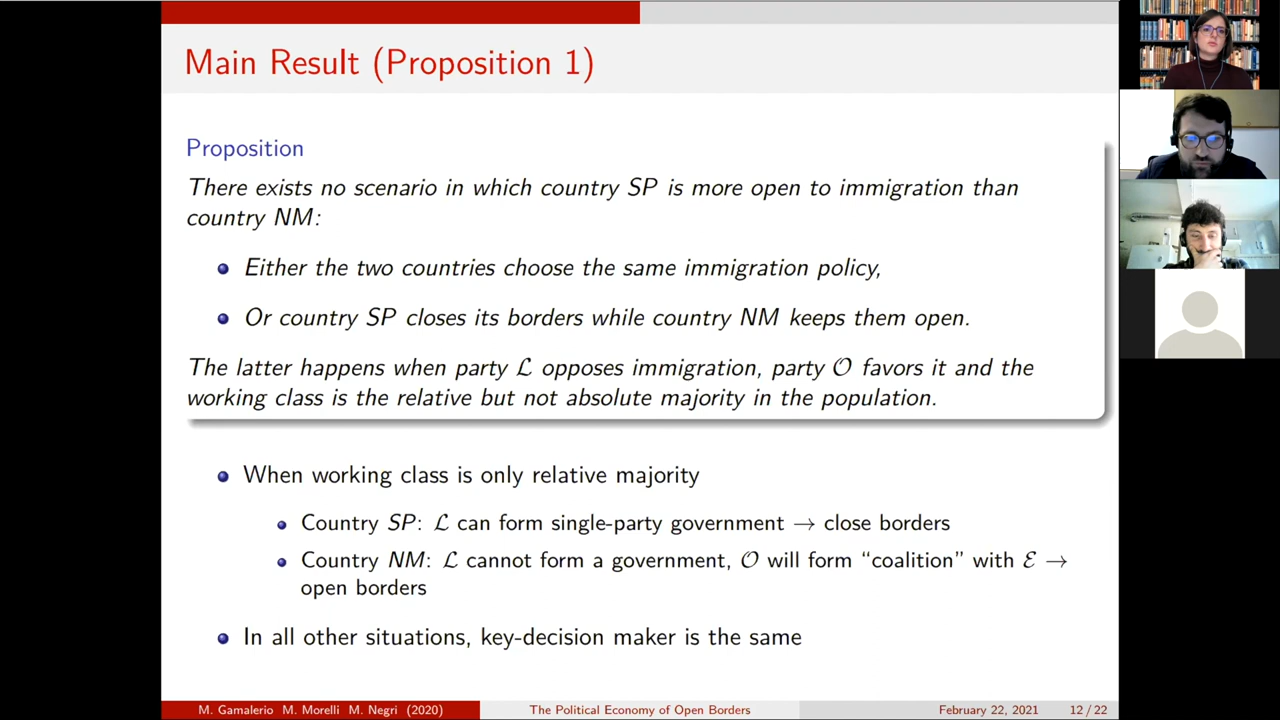 Main Result (Proposition 1)
Proposition
There exists no scenario in which country SP is more open to immigration than
country NM:
Either the two countries choose the same immigration policy,
Or country SP closes its borders while country NM keeps them open.
The latter happens when party ℒ opposes immigration, party 𝒪 favors it and the
working class is the relative but not absolute majority in the population.
When working class is only relative majority
Country SP: ℒ can form single-party government → close borders
Country NM: ℒ cannot form a government, 𝒪 will form “coalition” with ℰ →
open borders
In all other situations, key-decision maker is the same
M. Gamalerio M. Morelli M. Negri (2020) The Political Economy of Open Borders February 22, 2021 12 / 22